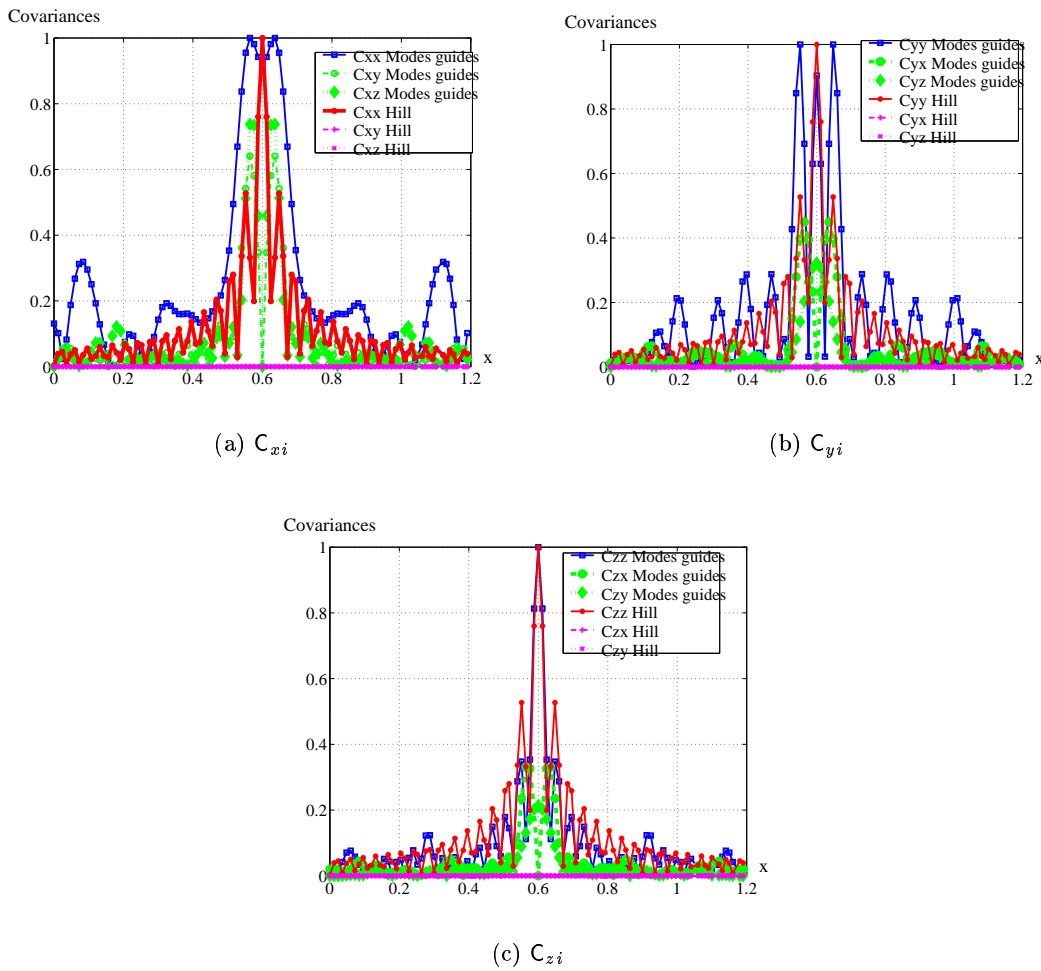 Covariances
1
0.8
0.6
0.4
0.2
0
0 0.2 0.4 0.6 0.8 1 1.2
x
Cxx Modes guides
Cxy Modes guides
Cxz Modes guides
Cxx Hill
Cxy Hill
Cxz Hill
(a) Cxi
Covariances
1
0.8
0.6
0.4
0.2
0
0 0.2 0.4 0.6 0.8 1 1.2
x
Cyy Modes guides
Cyx Modes guides
Cyz Modes guides
Cyy Hill
Cyx Hill
Cyz Hill
(b) Cyi
Covariances
1
0.8
0.6
0.4
0.2
0
0 0.2 0.4 0.6 0.8 1 1.2
x
Czz Modes guides
Czx Modes guides
Czy Modes guides
Czz Hill
Czx Hill
Czy Hill
(c) Czi